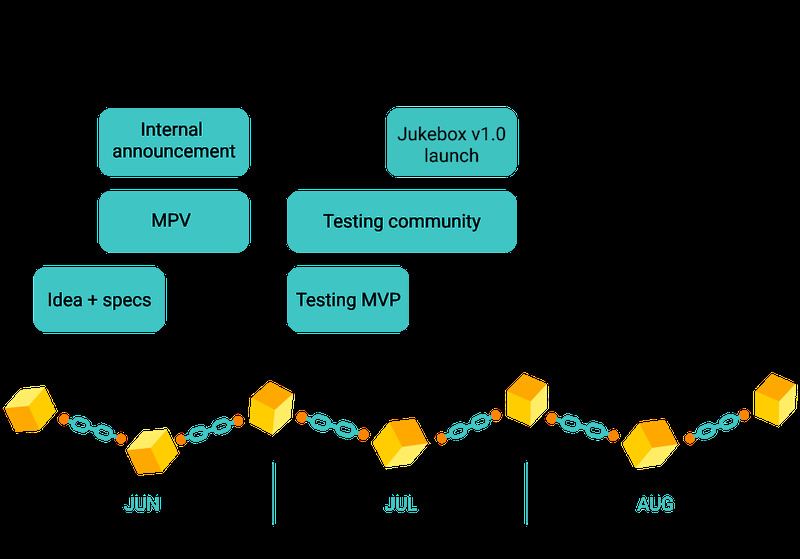 Internal
announcement
Jukebox v1.0
launch
MPV
Testing community
Idea + specs
Testing MVP
JUN
JUL
AUG